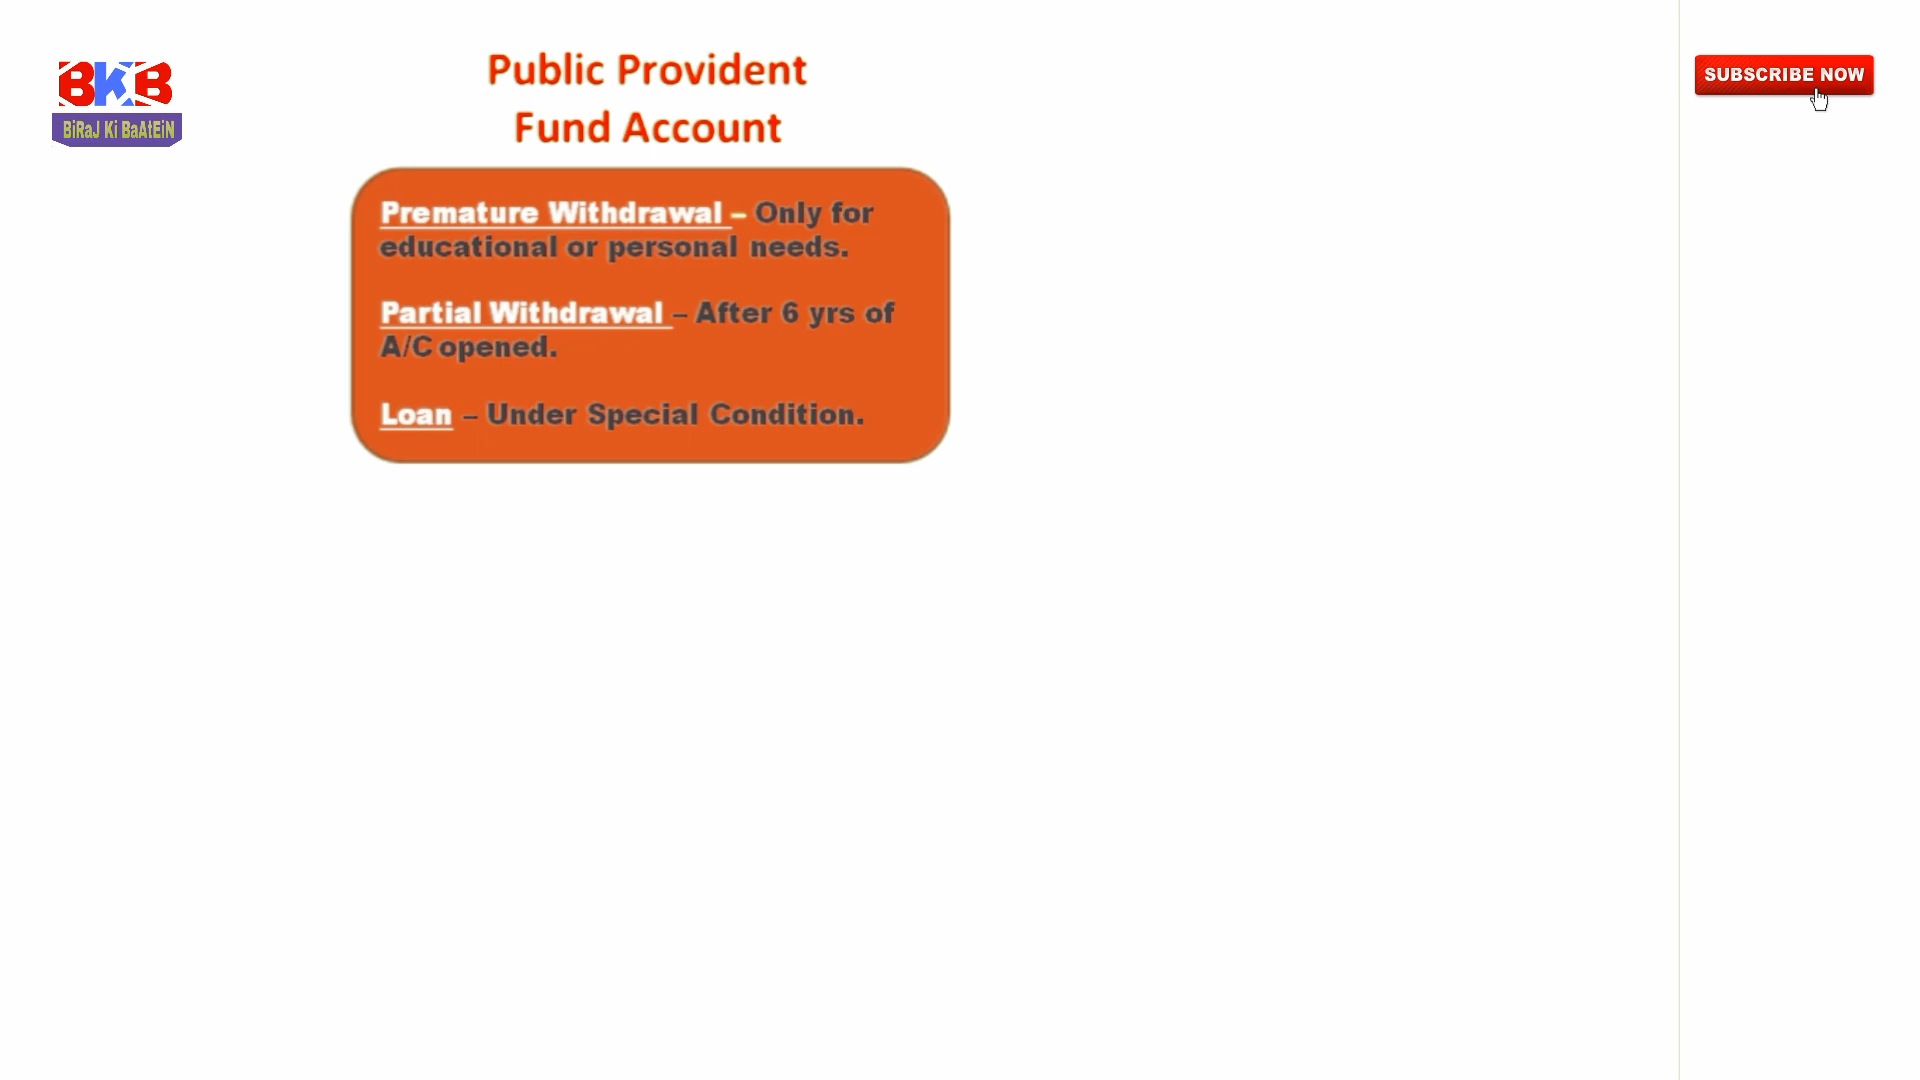 BKB
BiRaJ Ki BaAtEiN
Public Provident
Fund Account
SUBSCRIBE NOW
Premature Withdrawal – Only for
educational or personal needs.
Partial Withdrawal – After 6 yrs of
A/C opened.
Loan – Under Special Condition.